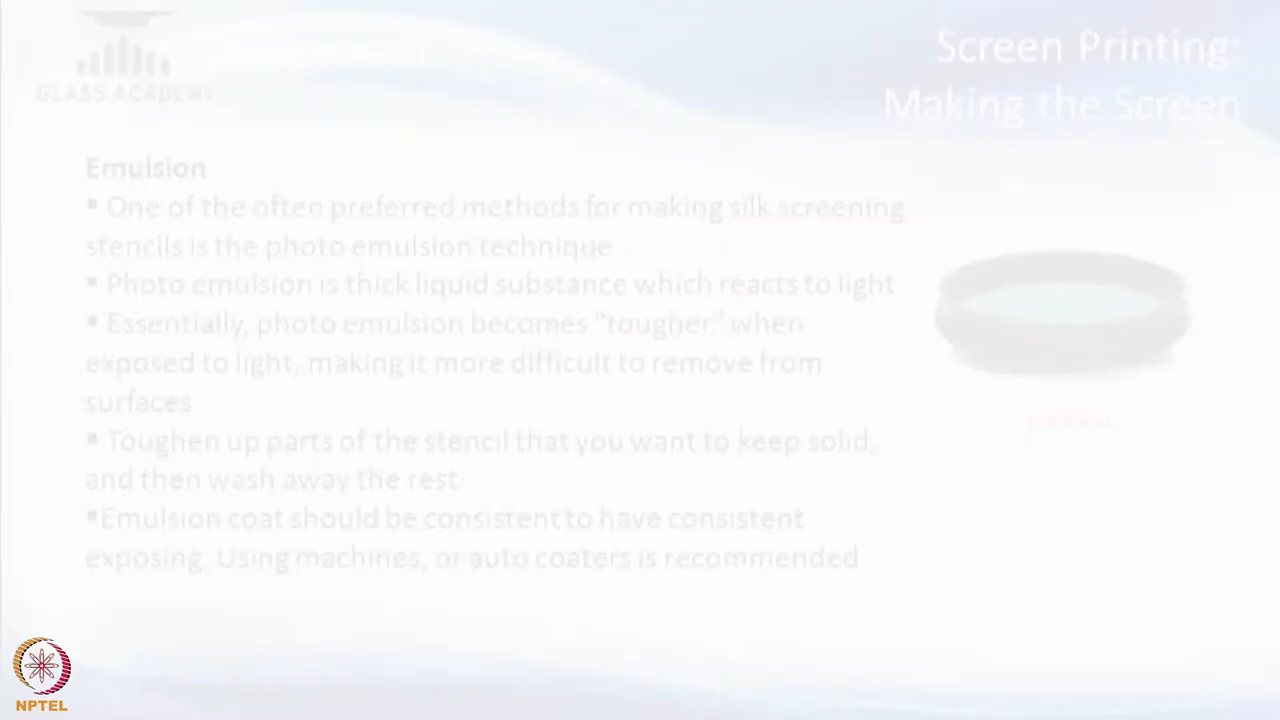 GLASS ACADEMY
Screen Printing:
Making the Screen
Emulsion
▪ One of the often preferred methods for making silk screening
stencils is the photo emulsion technique
▪ Photo emulsion is thick liquid substance which reacts to light
▪ Essentially, photo emulsion becomes "tougher" when
exposed to light, making it more difficult to remove from
surfaces
▪ Toughen up parts of the stencil that you want to keep solid,
and then wash away the rest
▪Emulsion coat should be consistent to have consistent
exposing. Using machines, or auto coaters is recommended
NPTEL